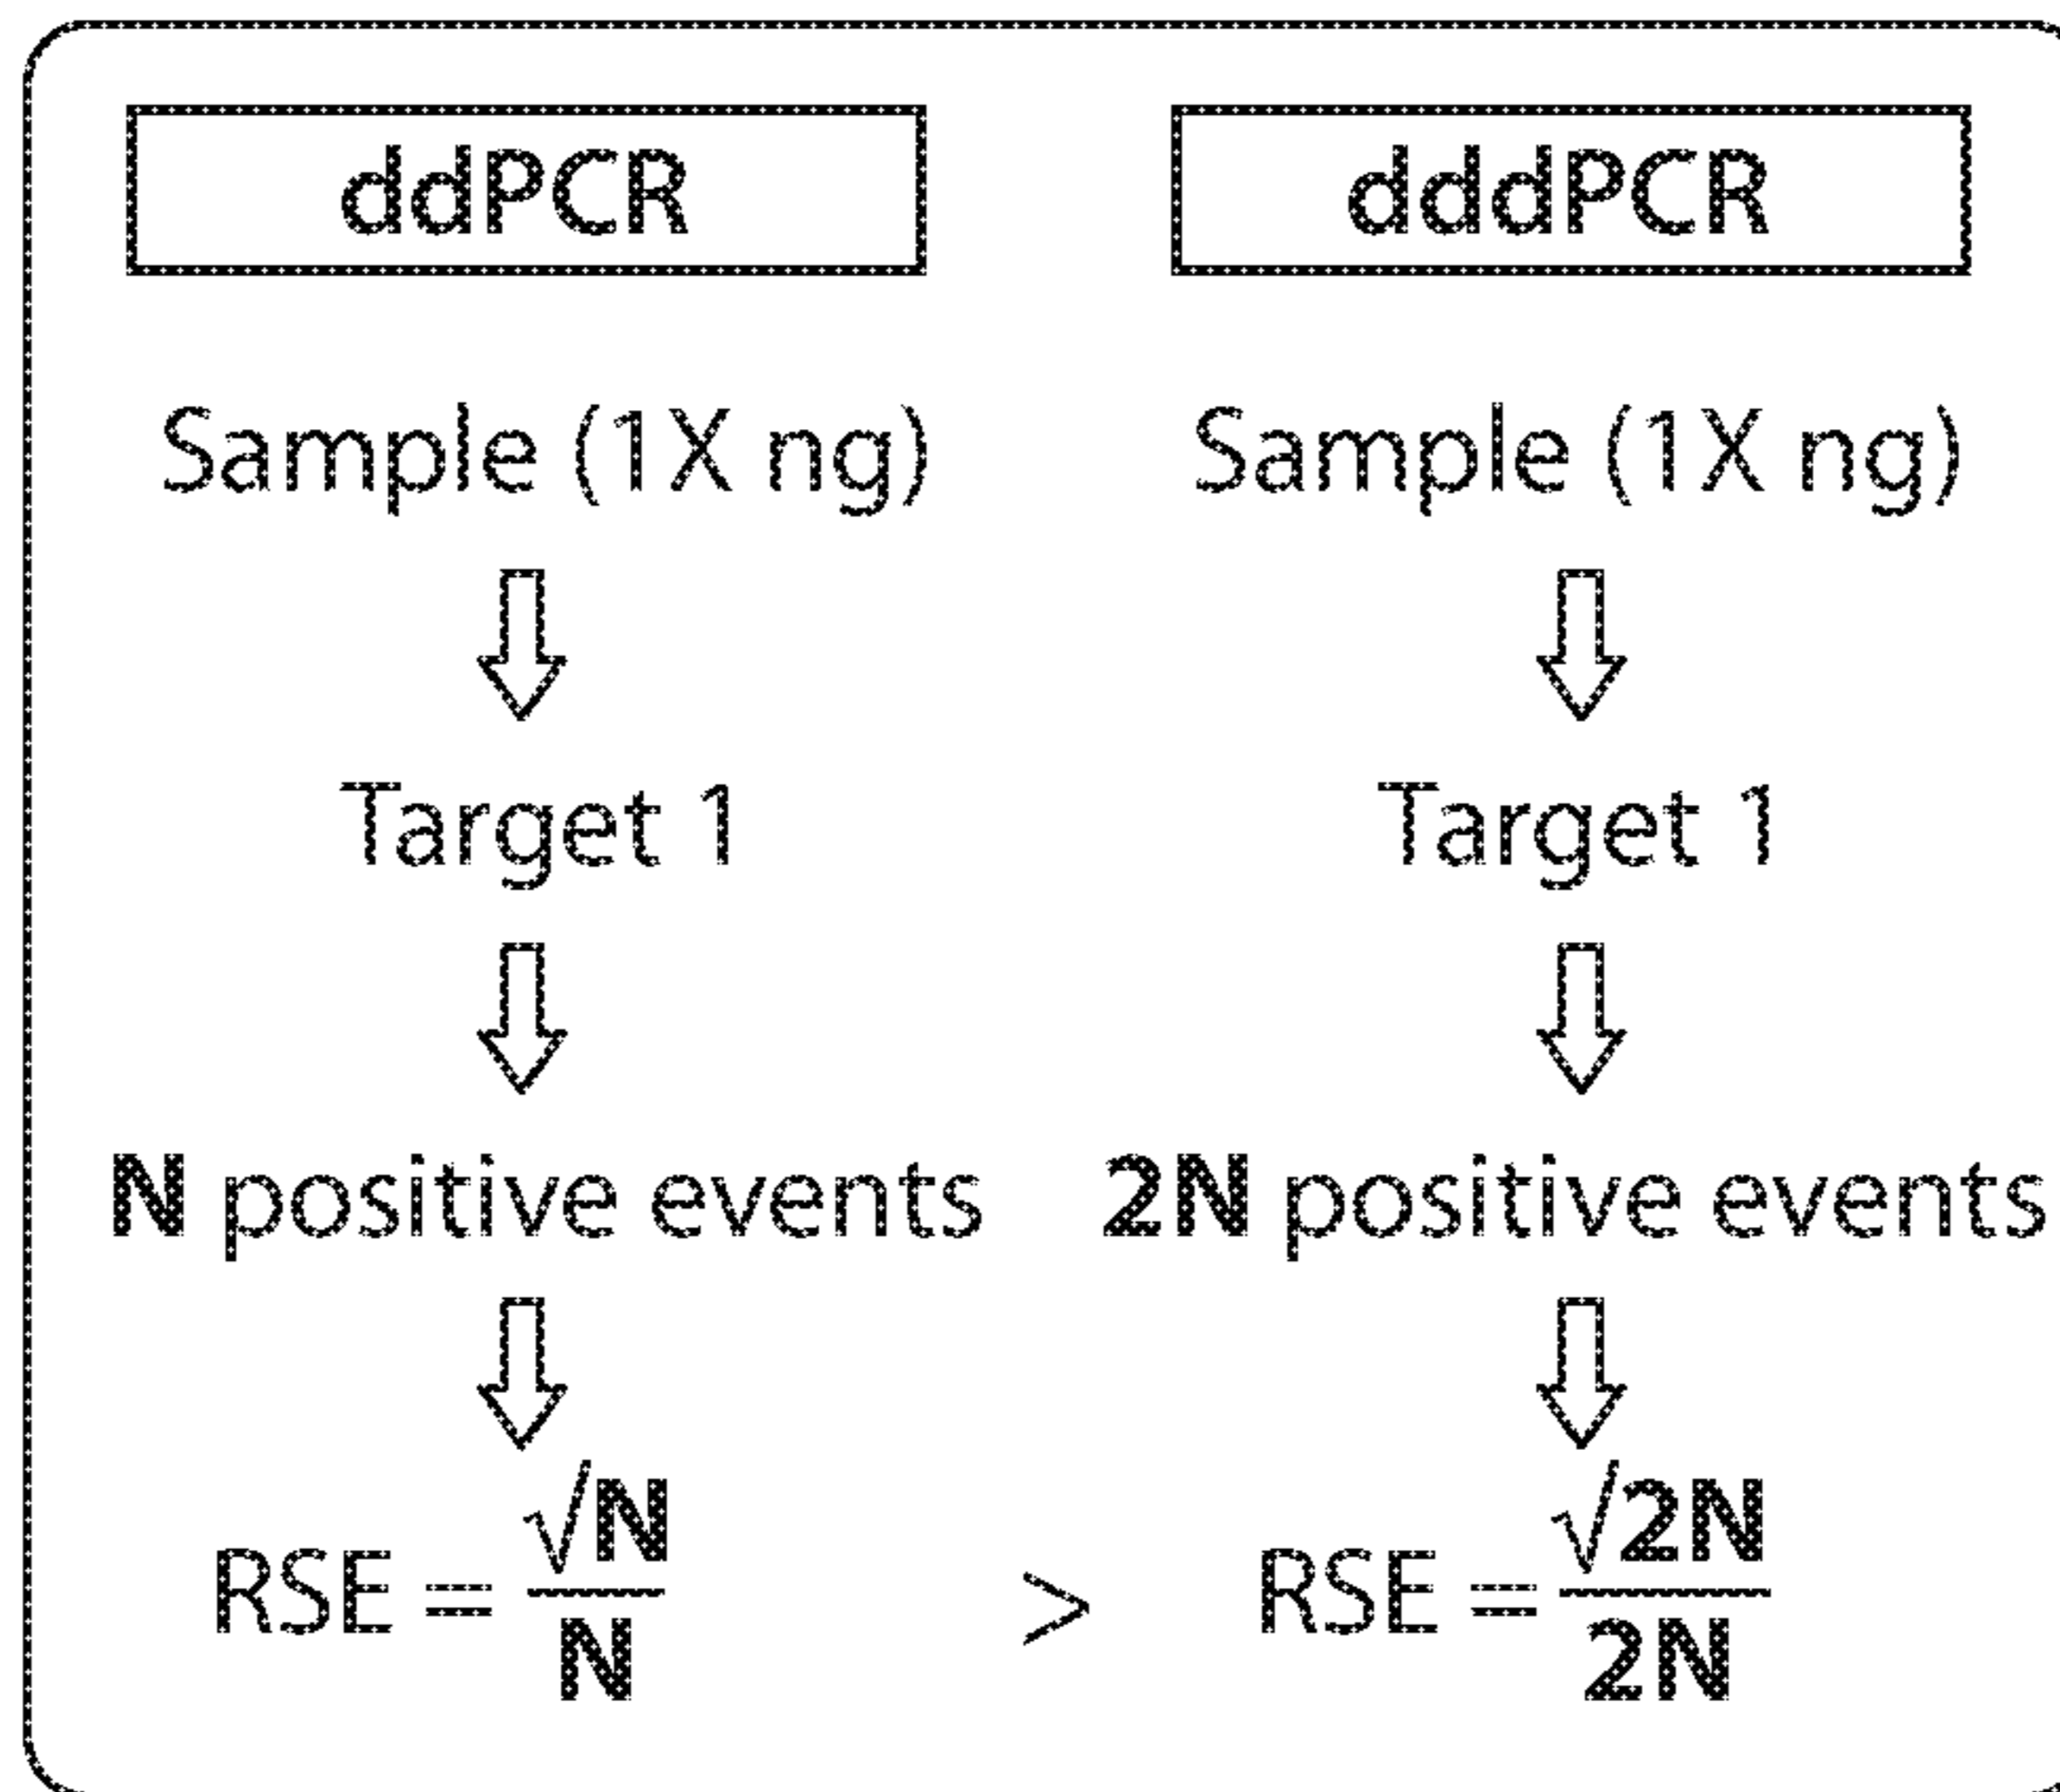 ddPCR
dddPCR
Sample (1X ng)
Sample (1X ng)
Target 1
Target 1
N positive events
2N positive events
RSE = √N / N > RSE = √2N / 2N